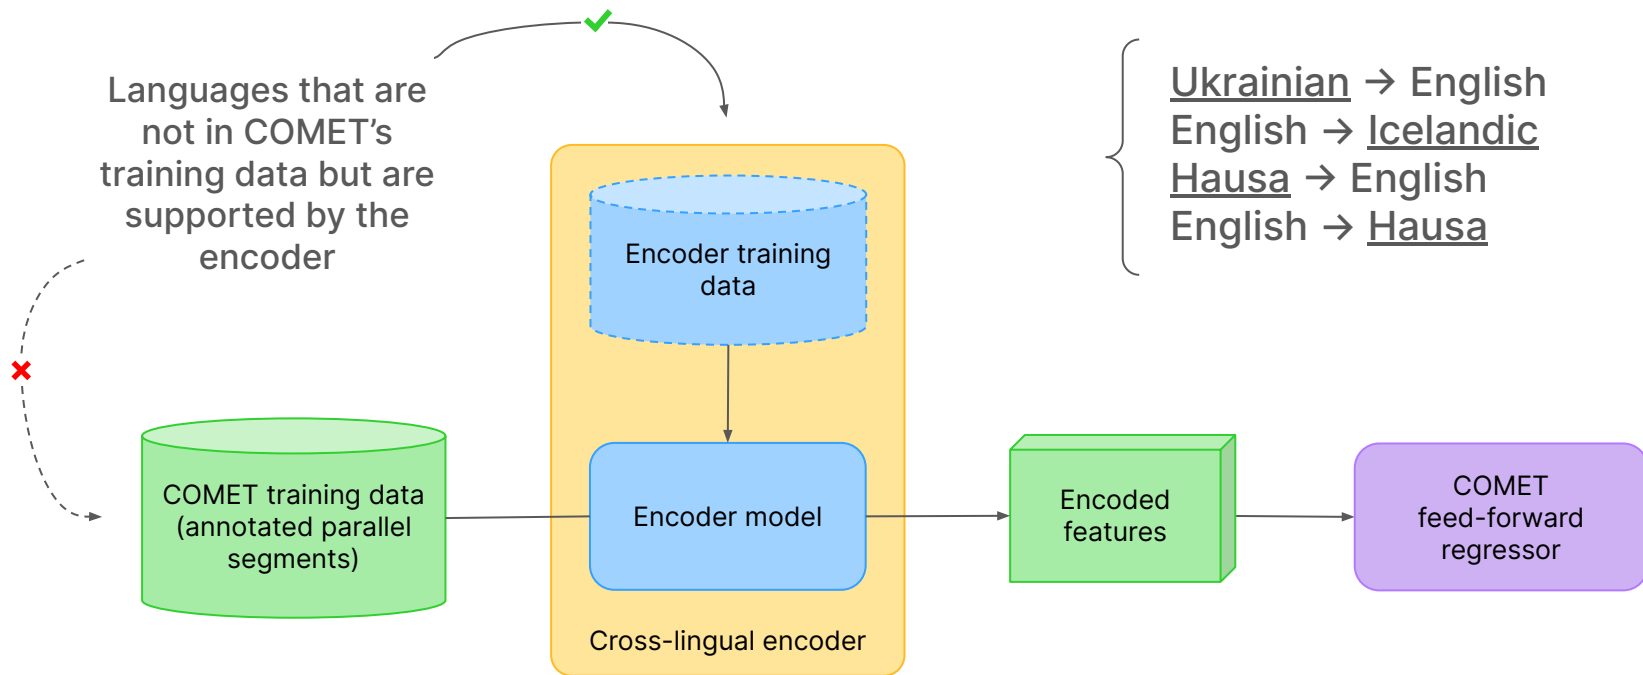 Languages that are
not in COMET’s
training data but are
supported by the
encoder
Ukrainian → English
English → Icelandic
Hausa → English
English → Hausa
Encoder training
data
COMET training data
(annotated parallel
segments)
Encoder model
Cross-lingual encoder
Encoded
features
COMET
feed-forward
regressor